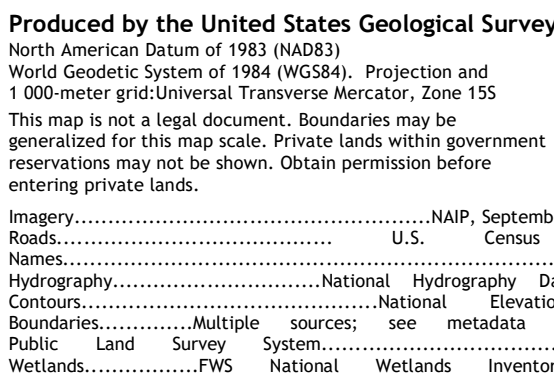 Produced by the United States Geological Survey
North American Datum of 1983 (NAD83)
World Geodetic System of 1984 (WGS84).  Projection and
1 000-meter grid:Universal Transverse Mercator, Zone 15S
This map is not a legal document. Boundaries may be
generalized for this map scale. Private lands within government
reservations may not be shown. Obtain permission before
entering private lands.
Imagery....................................................NAIP,
Roads......................................... U.S. Census
Names....................................................................
Hydrography...............................National Hydrography
Contours............................................National
Boundaries..............Multiple sources; see metadata
Public Land Survey System..................................
Wetlands.................FWS National Wetlands